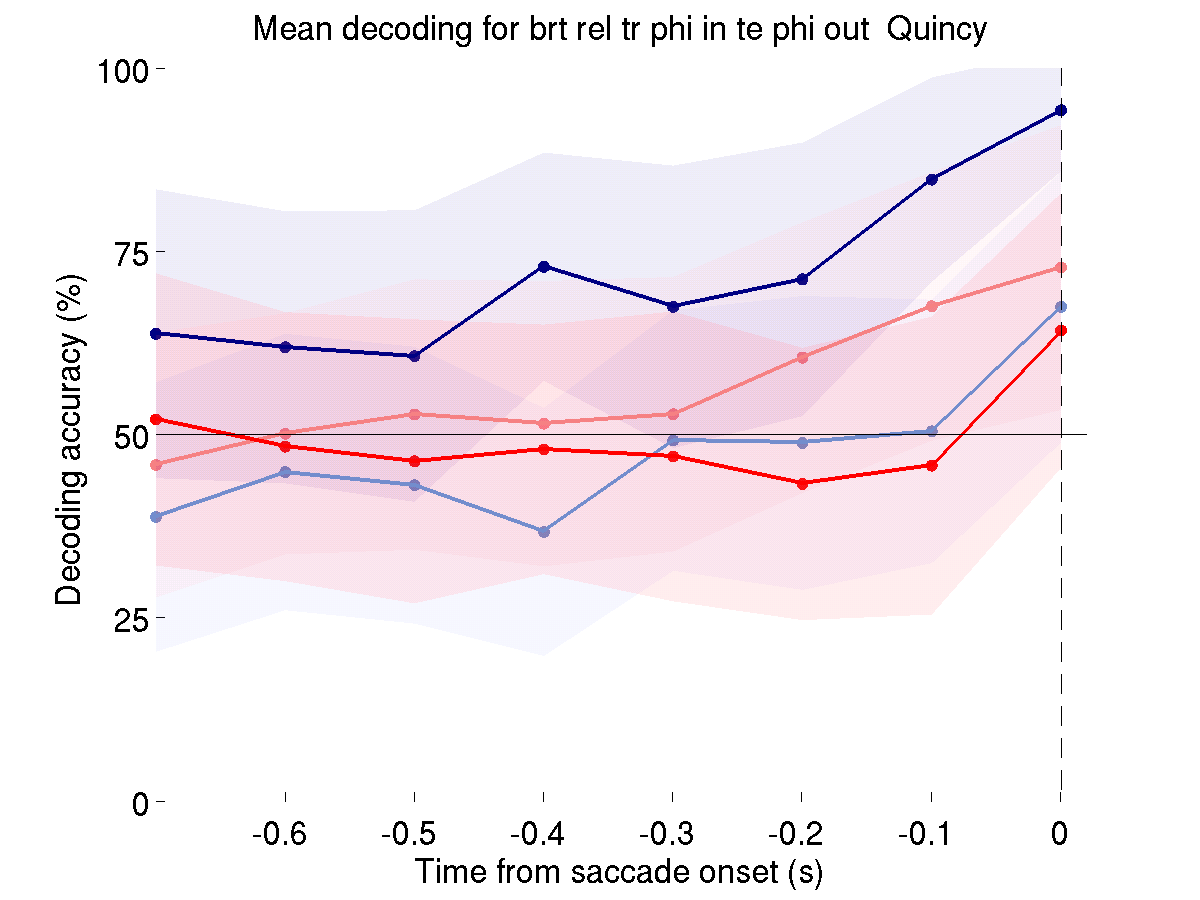 Mean decoding for brt rel tr phi in te phi out  Quincy
100
75
50
25
0
Decoding accuracy (%)
-0.6 -0.5 -0.4 -0.3 -0.2 -0.1 0
Time from saccade onset (s)